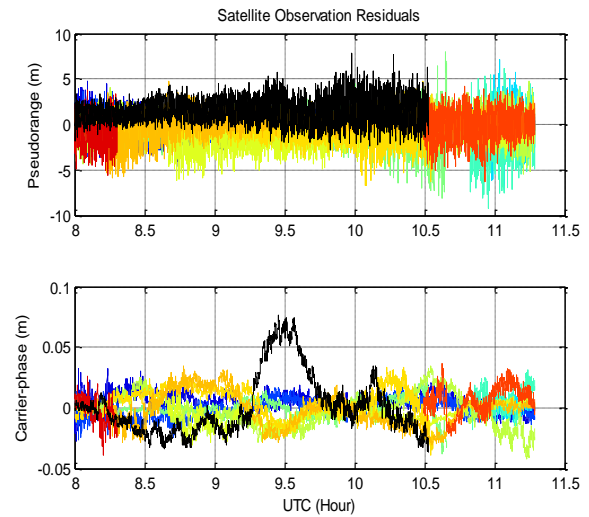 Satellite Observation Residuals
Pseudorange (m)
10
5
0
-5
-10
8 8.5 9 9.5 10 10.5 11 11.5
Carrier-phase (m)
0.1
0.05
0
-0.05
8 8.5 9 9.5 10 10.5 11 11.5
UTC (Hour)